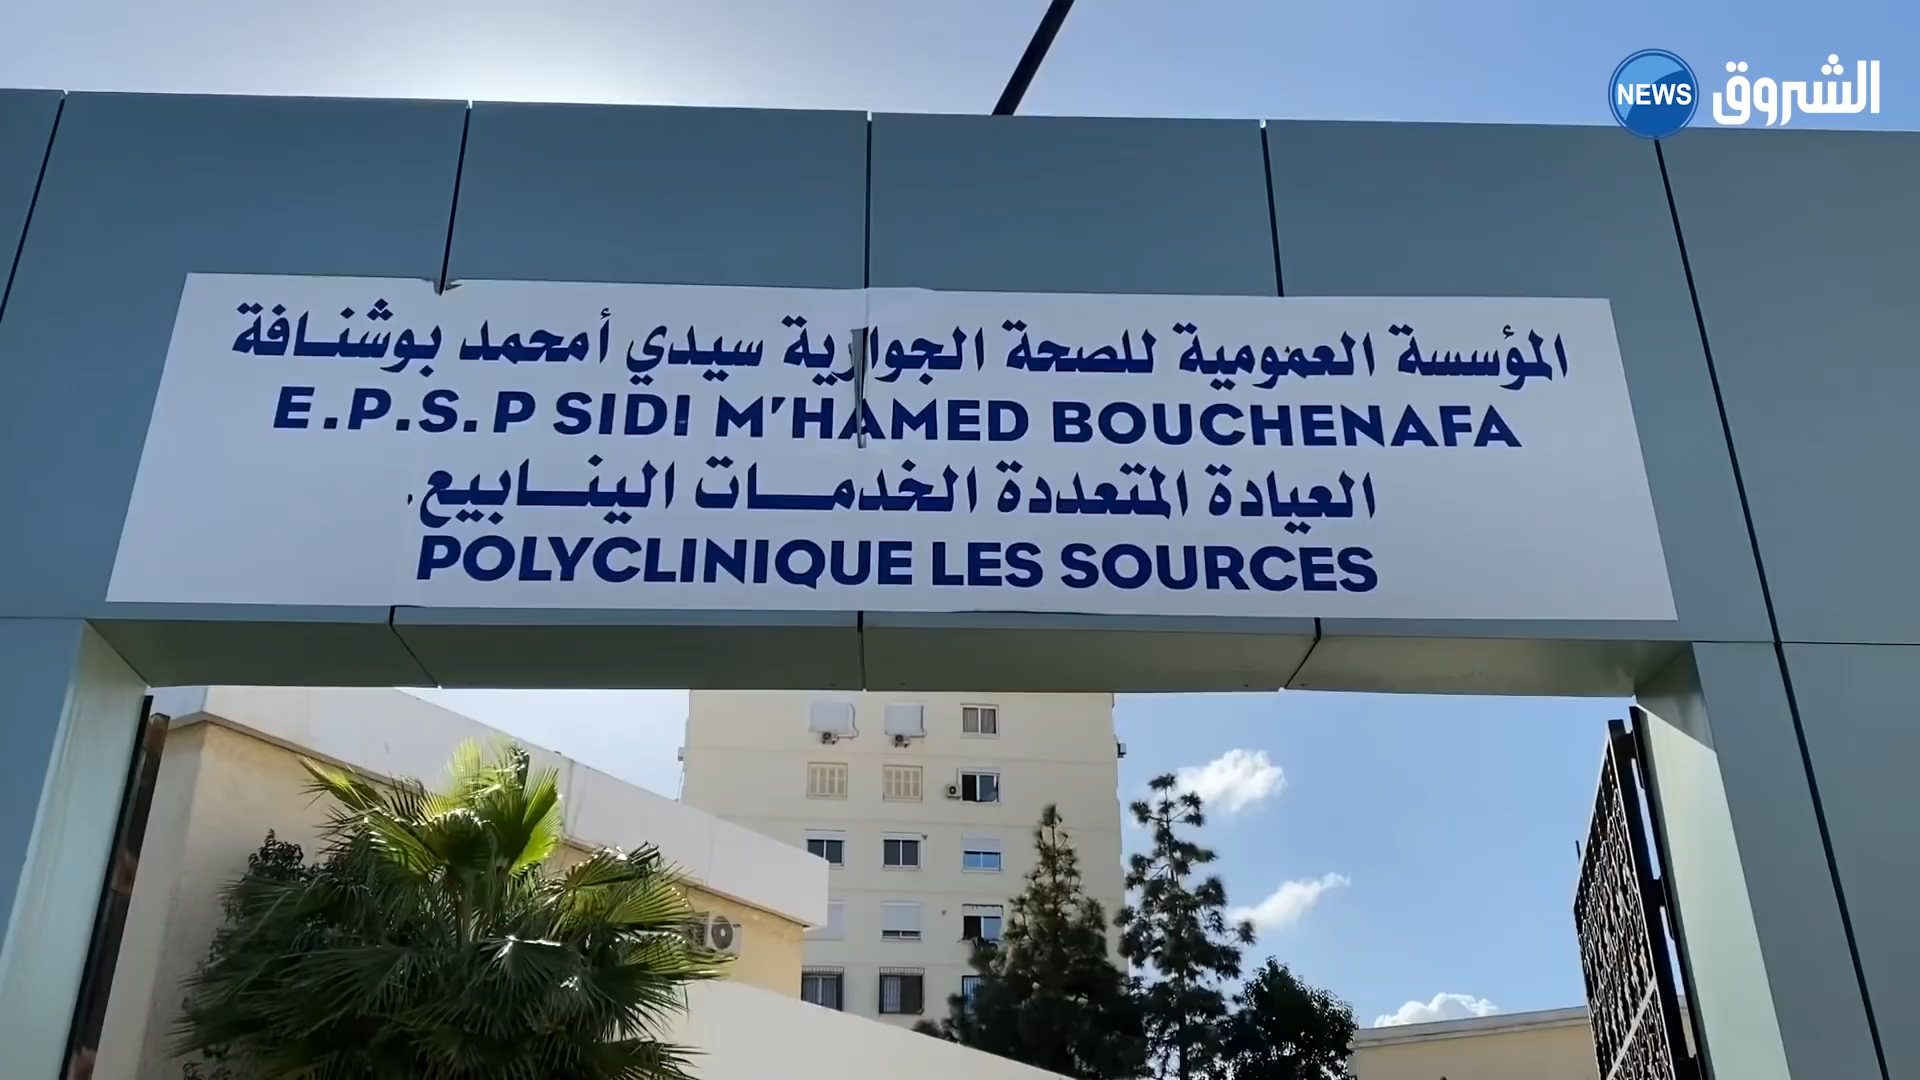 NEWS الشروق
المؤسسة العمومية للصحة الجوارية سيدي أمحمد بوشنافة
E.P.S.P SIDI M'HAMED BOUCHENAFA
العيادة المتعددة الخدمات الينابيع.
POLYCLINIQUE LES SOURCES